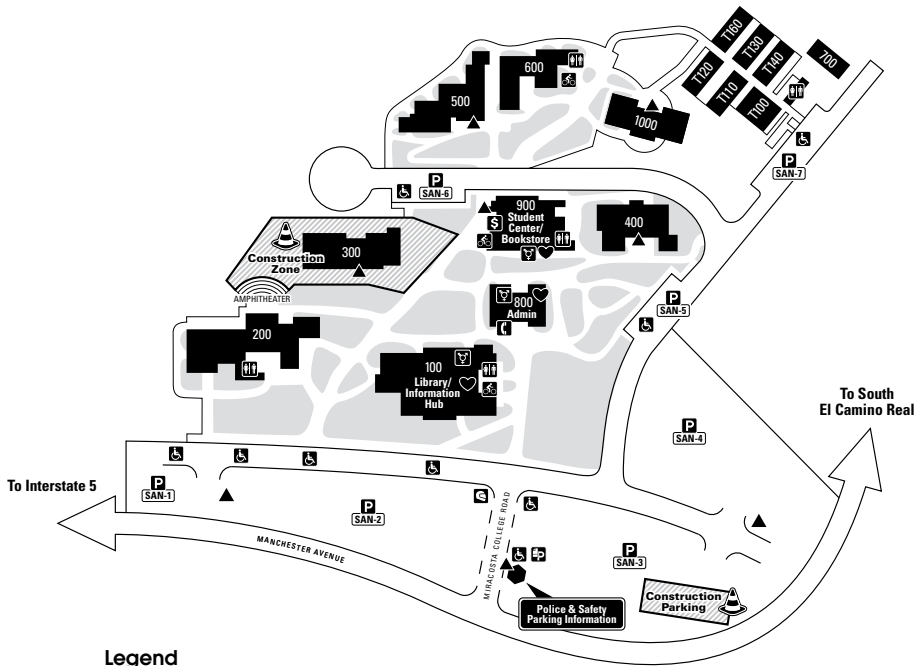 T160
T130
T140
700
T120
T110
T100
600
500
1000
P
SAN-7
P
SAN-6
900
Student
Center/
Bookstore
$
400
Construction
Zone
300
AMPHITHEATER
800
Admin
P
SAN-5
200
100
Library/
Information
Hub
To South
El Camino Real
P
SAN-4
To Interstate 5
P
SAN-1
P
SAN-2
MANCHESTER AVENUE
MIRACOSTA COLLEGE ROAD
P
SAN-3
Construction
Parking
Police & Safety
Parking Information
Legend